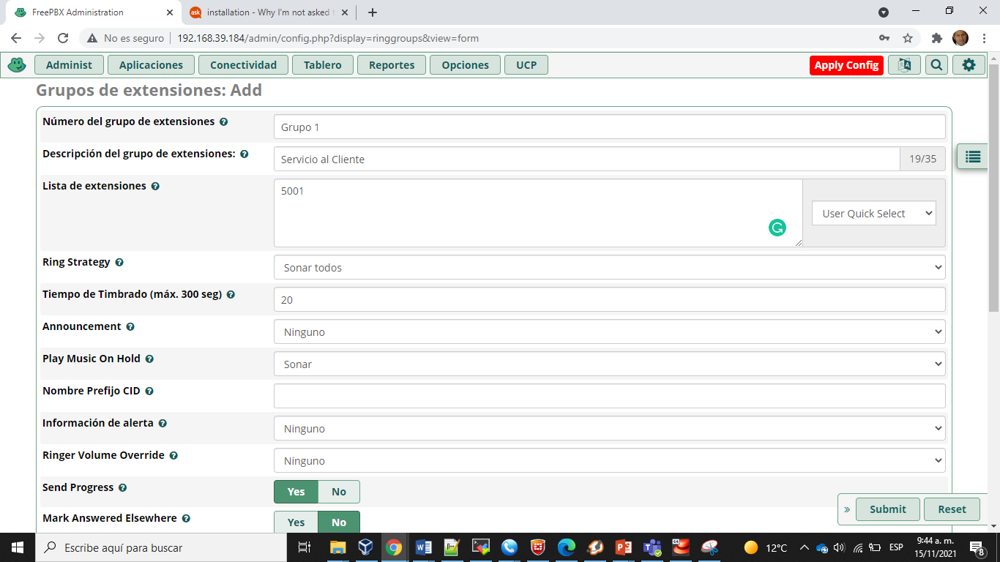 FreePBX Administration
ask
installation - Why I'm not asked
No es seguro
192.168.39.184/admin/config.php?display=ringgroups&view=form
Administ
Aplicaciones
Conectividad
Tablero
Reportes
Opciones
UCP
Apply Config
Grupos de extensiones: Add
Número del grupo de extensiones
Grupo 1
Descripción del grupo de extensiones:
Servicio al Cliente
19/35
Lista de extensiones
5001
User Quick Select
Ring Strategy
Sonar todos
Tiempo de Timbrado (máx. 300 seg)
20
Announcement
Ninguno
Play Music On Hold
Sonar
Nombre Prefijo CID
Información de alerta
Ninguno
Ringer Volume Override
Ninguno
Send Progress
Yes
No
Mark Answered Elsewhere
Yes
No
»
Submit
Reset
Escribe aquí para buscar
12°C
ESP
9:44 a. m.
15/11/2021
8